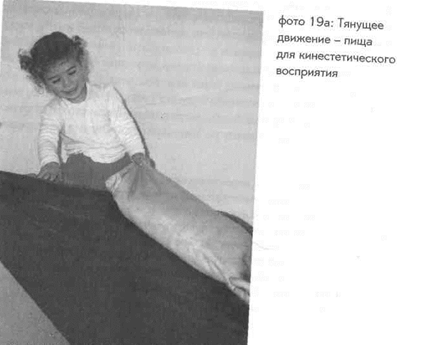 фото 19а: Тянущее
движение – пища
для кинестетического
восприятия